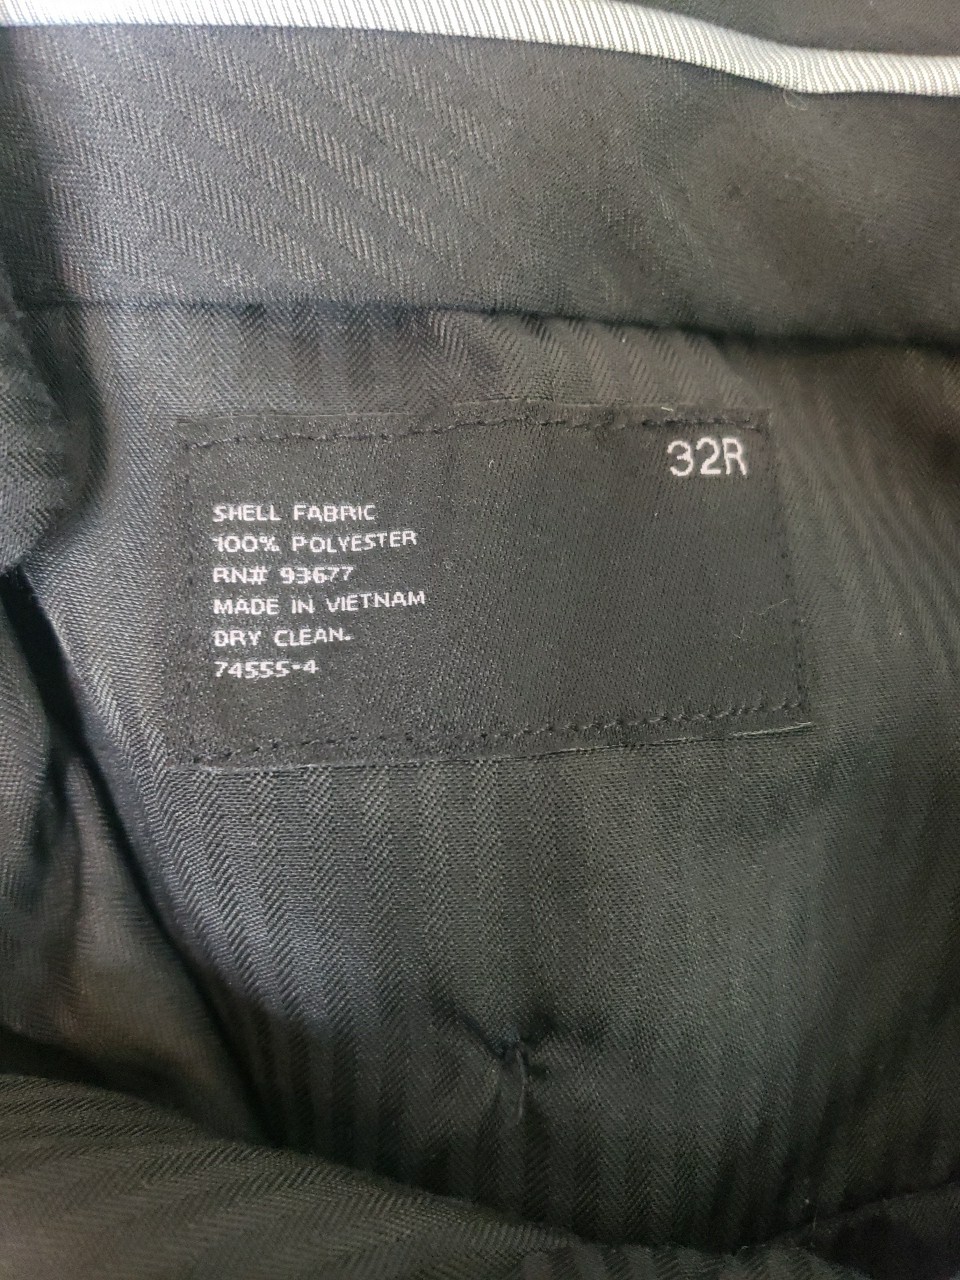 32R
SHELL FABRIC
100% POLYESTER
RN# 93677
MADE IN VIETNAM
DRY CLEAN.
74555-4